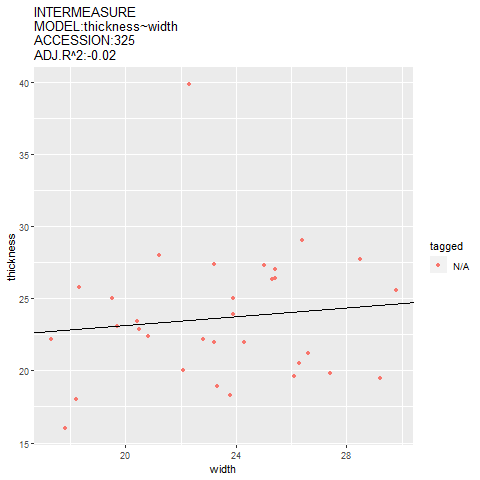 INTERMEASURE
MODEL:thickness~width
ACCESSION:325
ADJ.R^2:-0.02
40
35
30
25
20
15
thickness
20 24 28
width
tagged
N/A